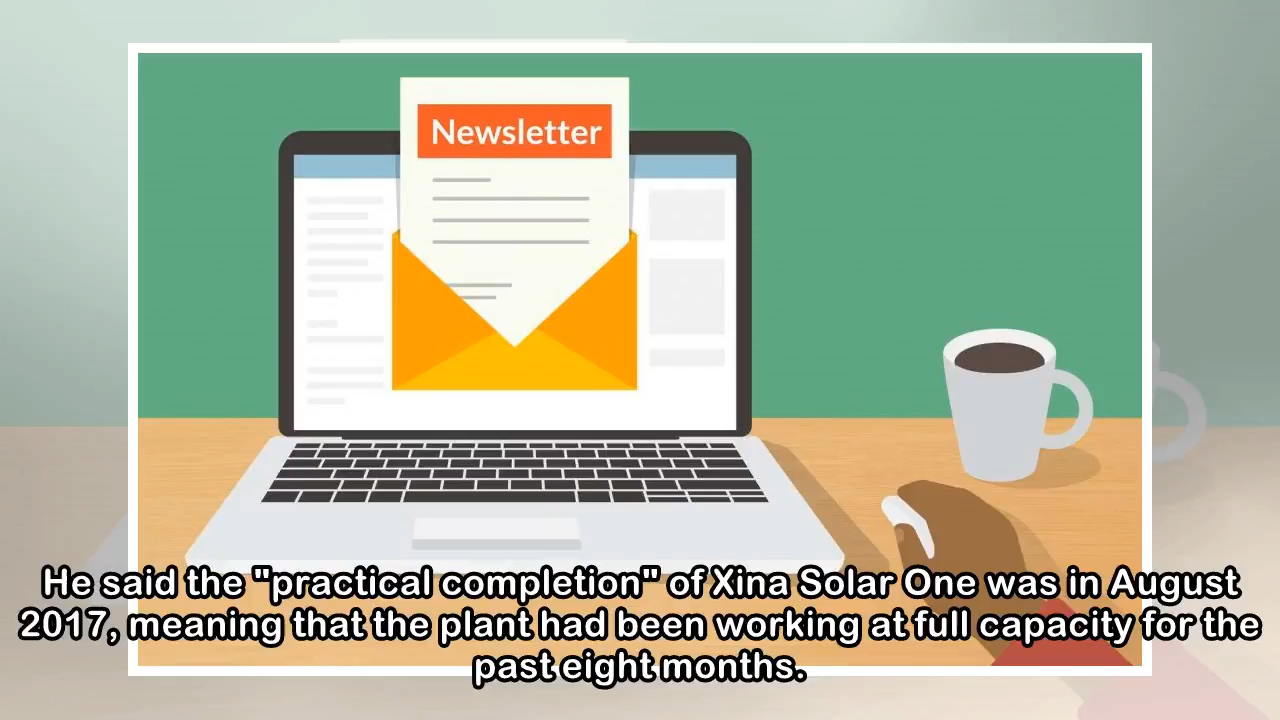 Newsletter
He said the "practical completion" of Xina Solar One was in August
2017, meaning that the plant had been working at full capacity for the
past eight months.